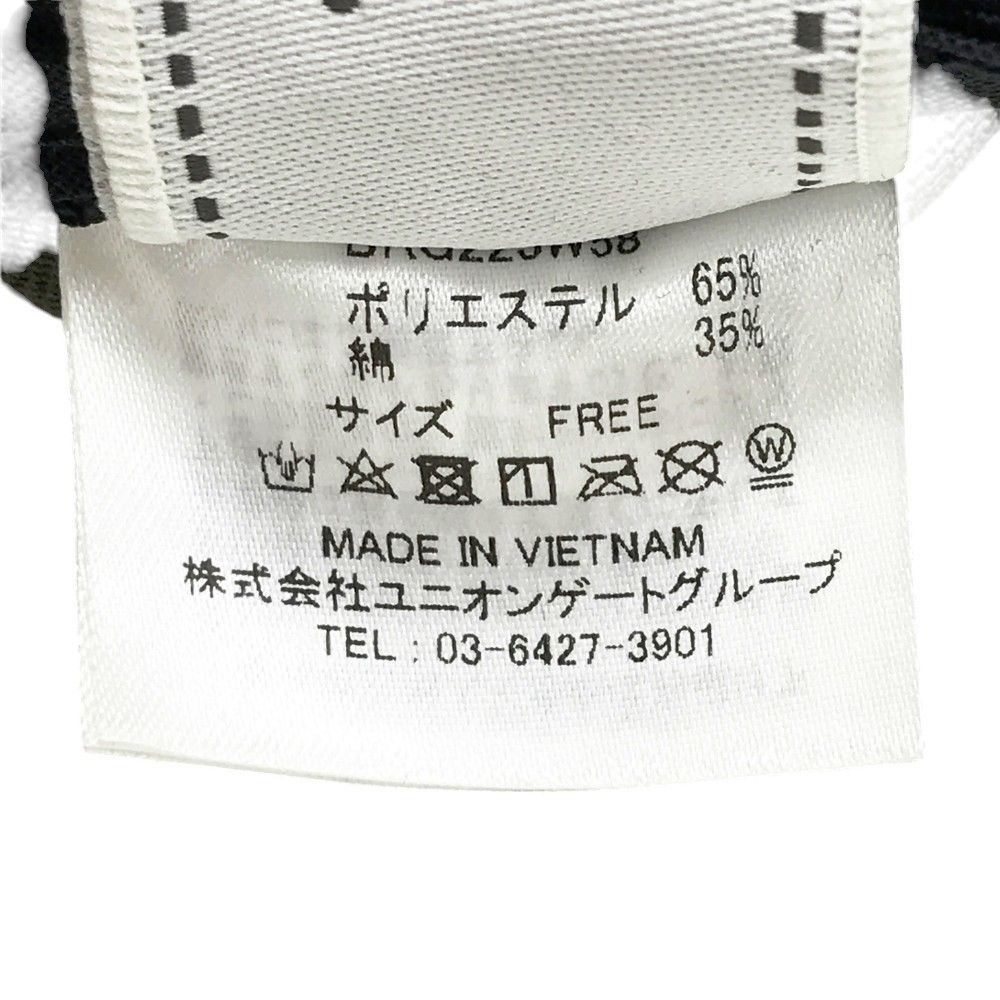 BRG223W58
ポリエステル 65%
綿 35%
サイズ FREE
W
MADE IN VIETNAM
株式会社ユニオンゲートグループ
TEL : 03-6427-3901